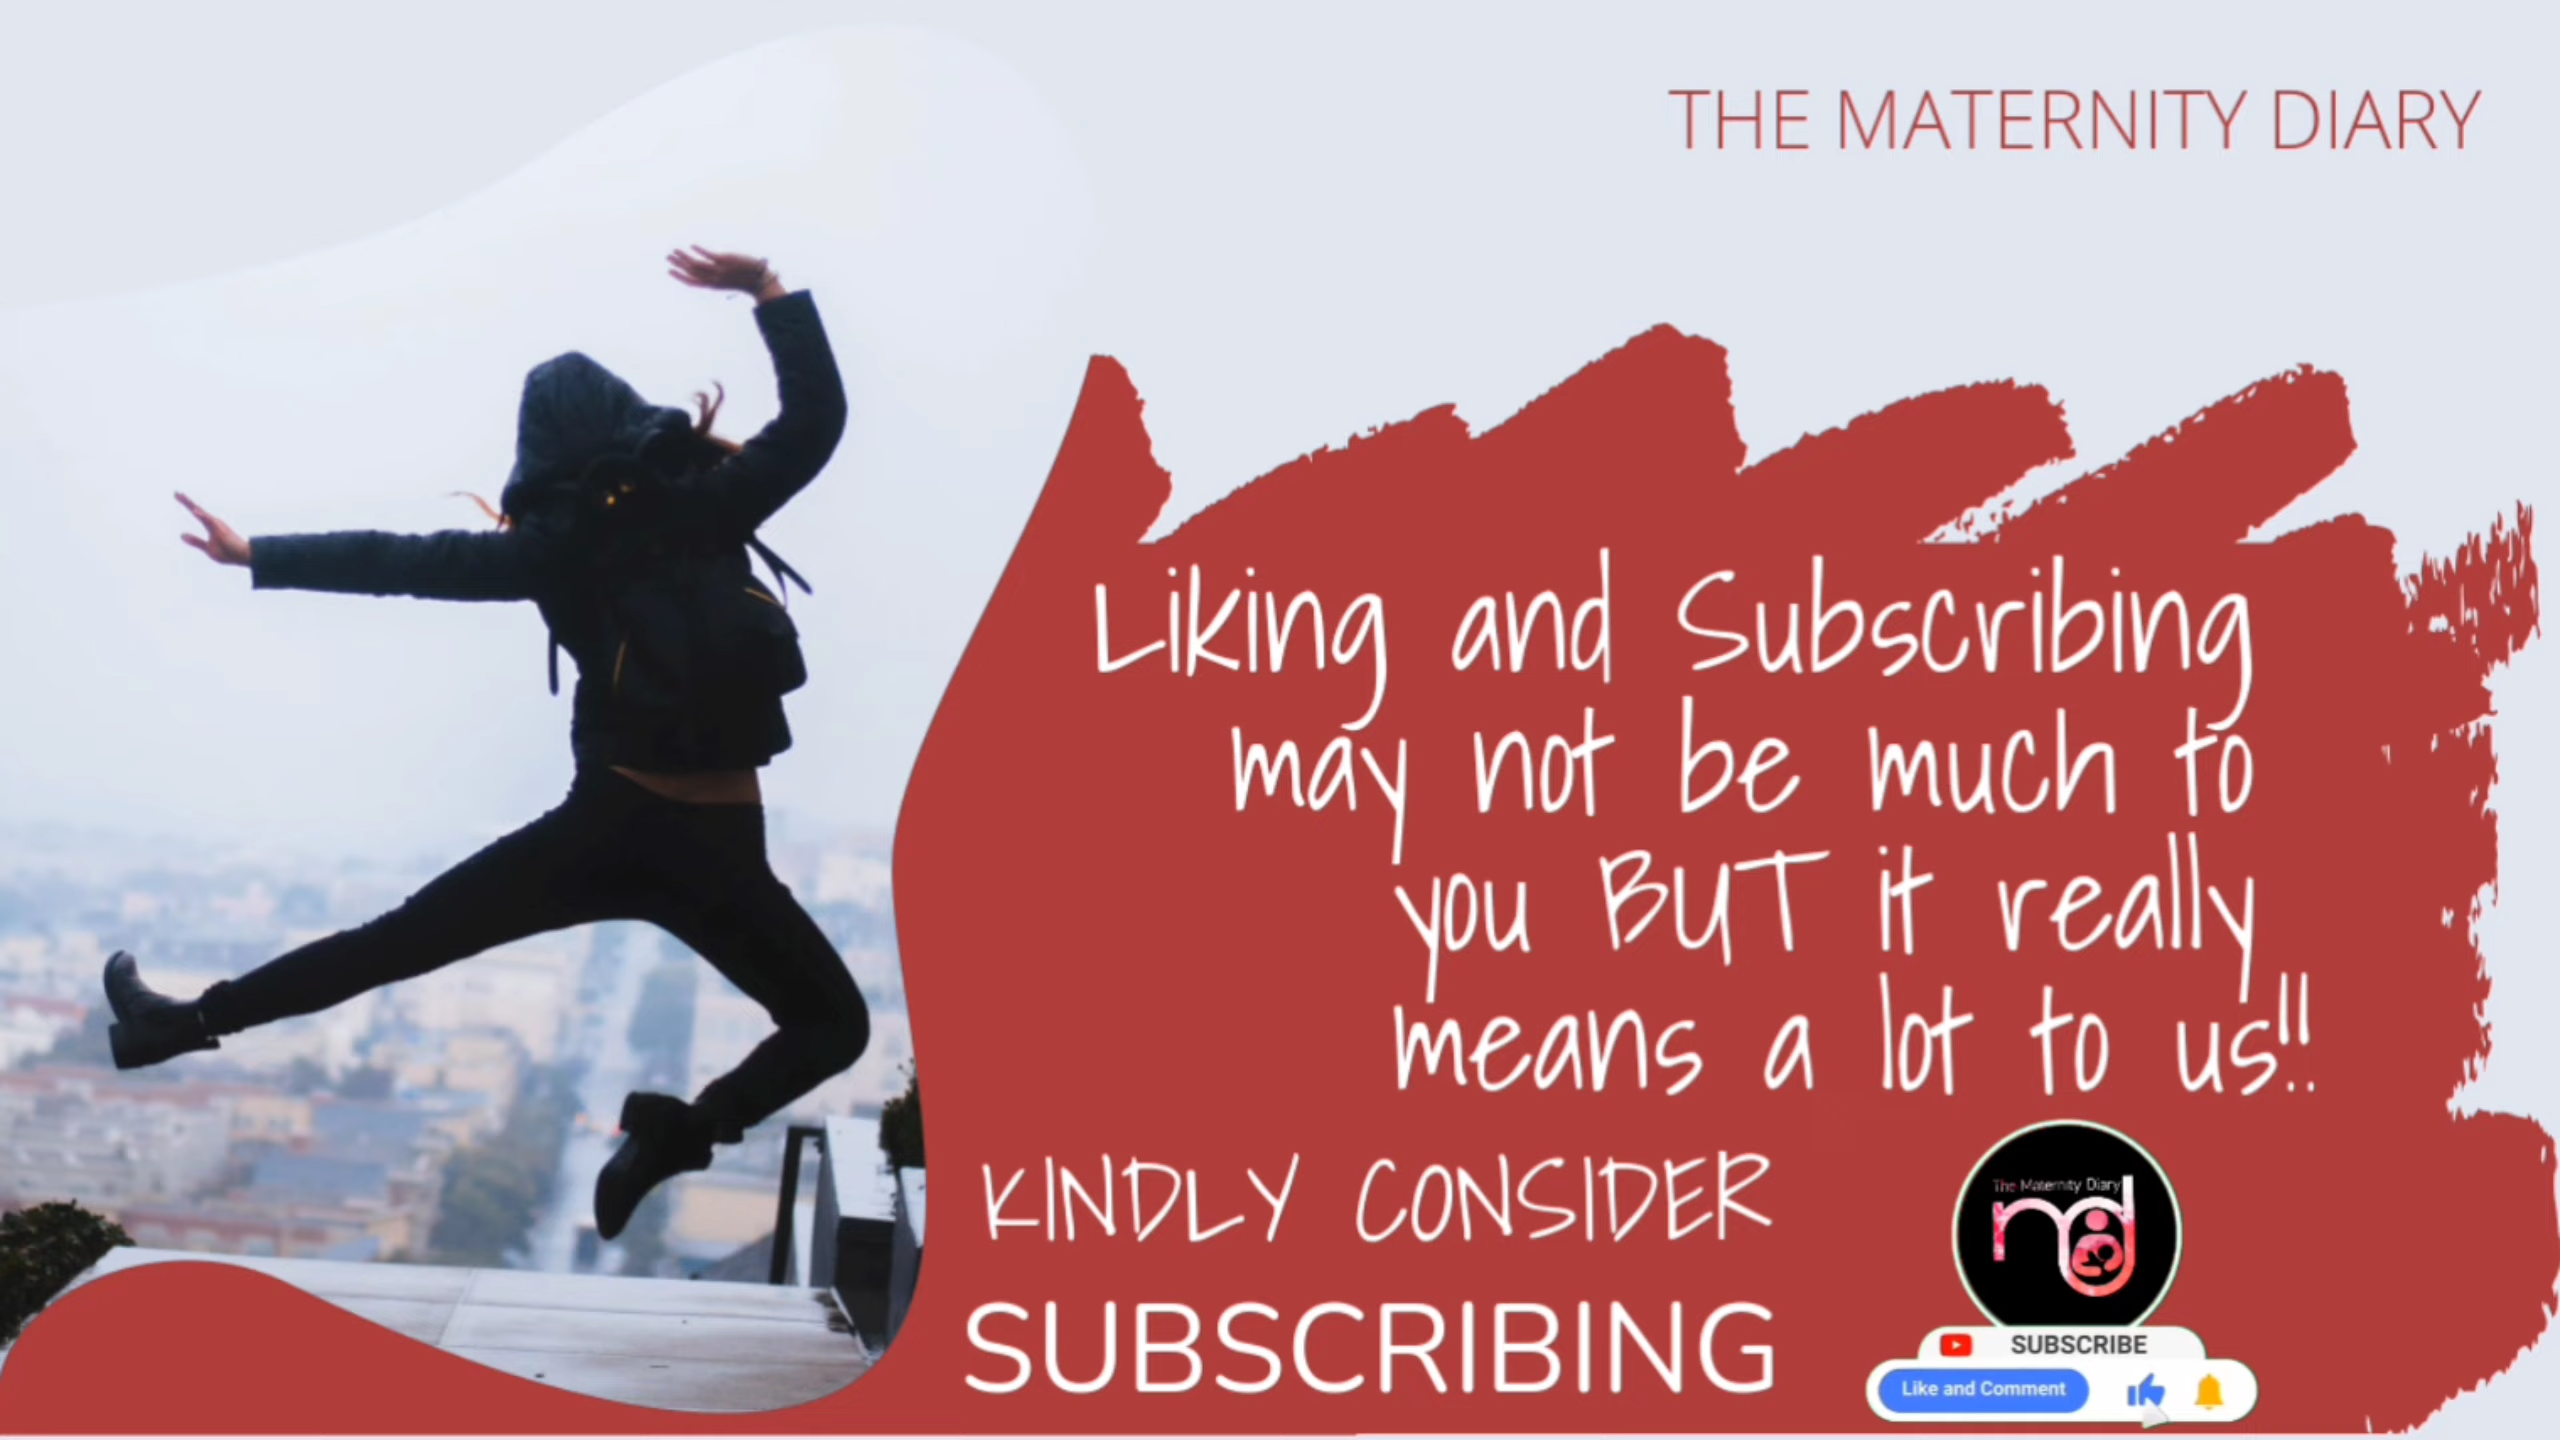 THE MATERNITY DIARY
Liking and Subscribing
may not be much to
you BUT it really
means a lot to us!!
KINDLY CONSIDER
SUBSCRIBING
The Maternity Diary
md
SUBSCRIBE
Like and Comment